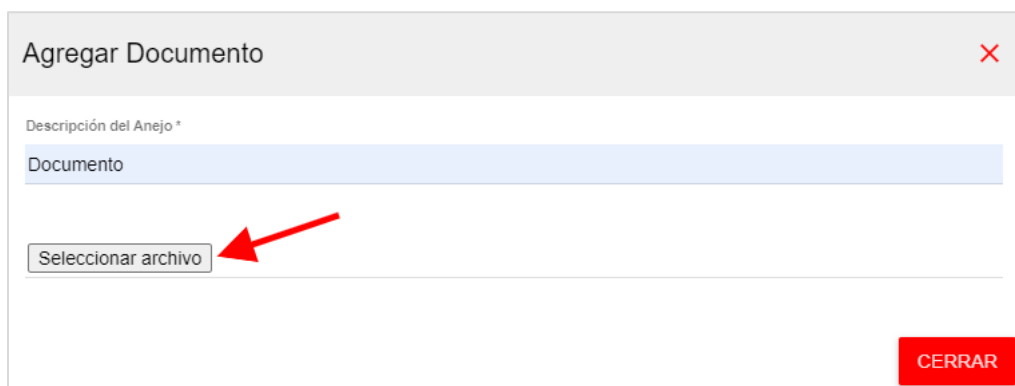 Agregar Documento
Descripción del Anejo *
Documento
Seleccionar archivo
CERRAR